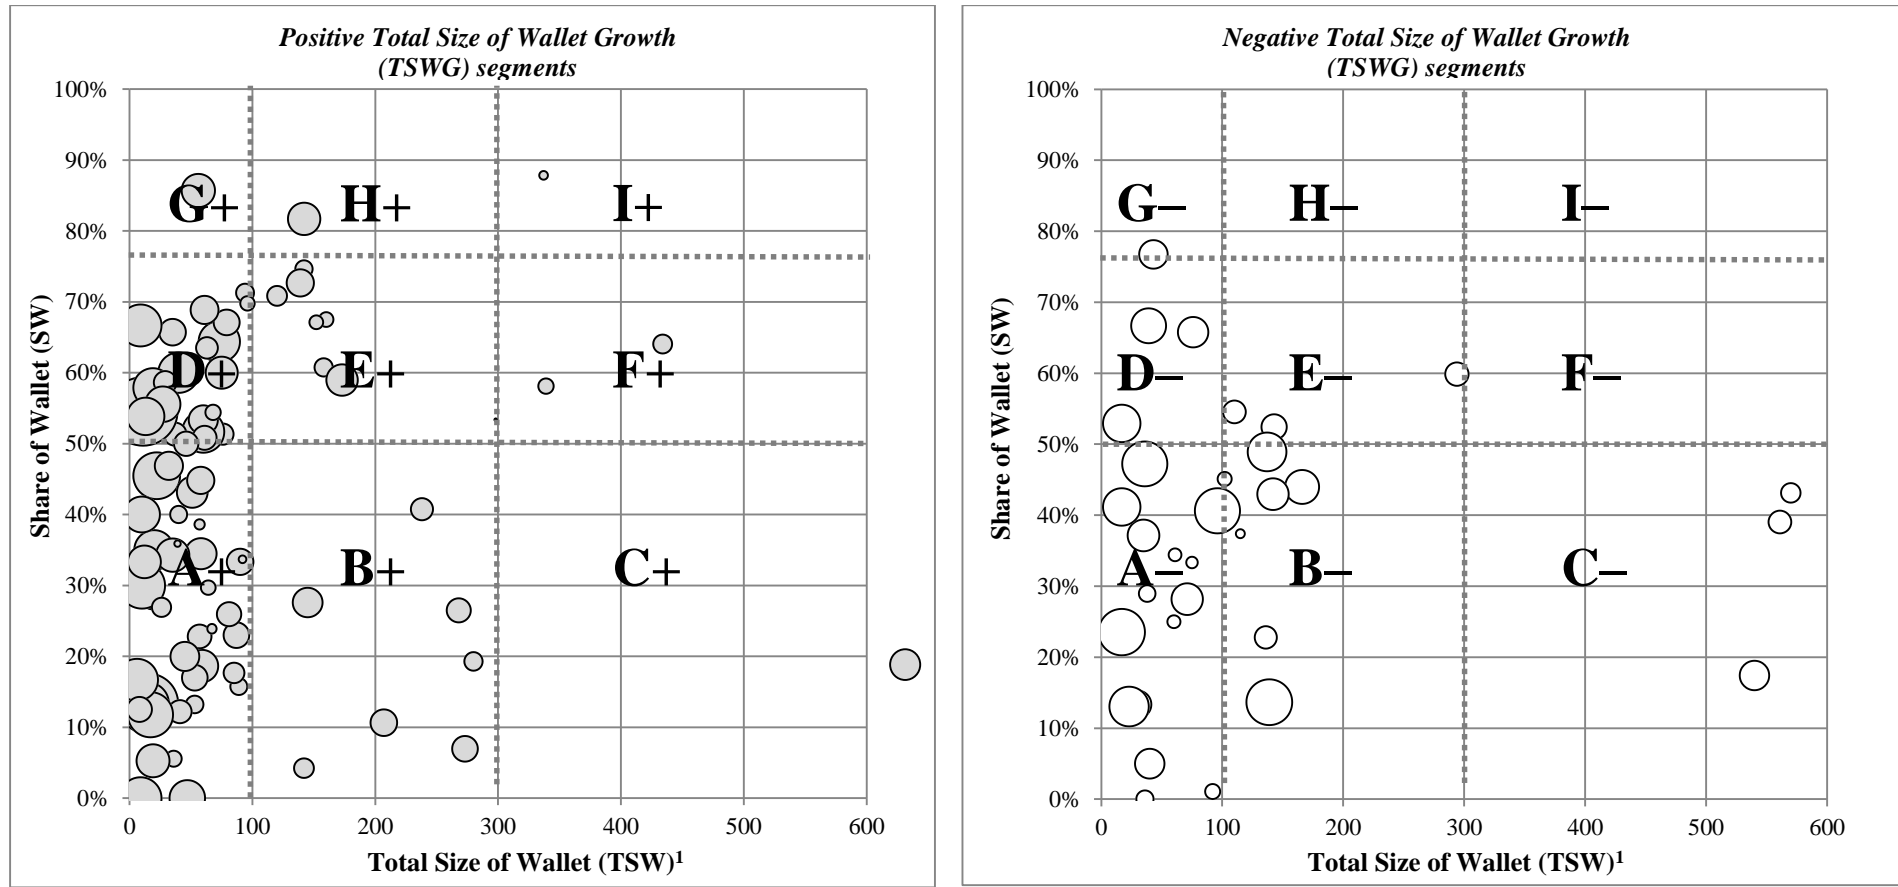 Positive Total Size of Wallet Growth
(TSWG) segments
Share of Wallet (SW)
100%
90%
80%
70%
60%
50%
40%
30%
20%
10%
0%
G+ H+ I+
D+ E+ F+
A+ B+ C+
0 100 200 300 400 500 600
Total Size of Wallet (TSW)¹
Negative Total Size of Wallet Growth
(TSWG) segments
Share of Wallet (SW)
100%
90%
80%
70%
60%
50%
40%
30%
20%
10%
0%
G– H– I–
D– E– F–
A– B– C–
0 100 200 300 400 500 600
Total Size of Wallet (TSW)¹